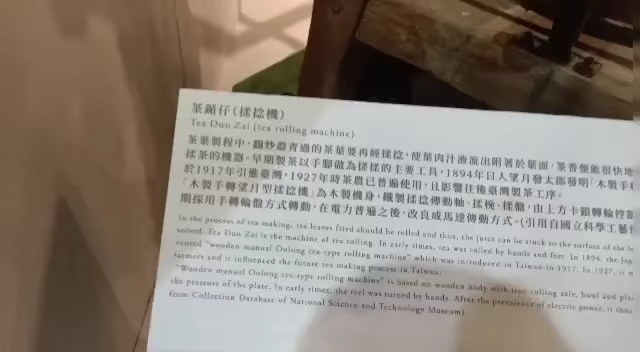 茶鈕仔(揉捻機)
Tea Dun Zai (tea rolling machine)
茶葉製程中,翻炒殺青過的茶葉要再經揉捻,使葉肉汁液流出附著於葉面,茶香便能很快地
揉茶的機器。早期製茶以手腳做為搓揉的主要工具,1894年日人望月發太郎發明「木製手
於1917年引進臺灣,1927年時茶農已普遍使用,且影響往後臺灣製茶工序。
「木製手轉望月型揉捻機」為木製機身,鐵製揉捻傳動軸、揉桶、揉盤,由上方卡鎖轉輪控
期採用手轉輪盤方式轉動,在電力普遍之後,改良成馬達傳動方式。(引用自國立科學工藝
In the process of tea making, tea leaves fried should be rolled and thin, the juice can be stuck to the surface of the
solved. Tea Dun Zai is the machine of tea rolling. In early times, tea was rolled by hands and feet. In 1894, the Jap
"wooden manual Oolong tea-type rolling machine" which was introduced in Taiwan in 1917. In 1927, it
farmers and it influenced the future tea making process in Taiwan.
"Wooden manual Oolong tea-type rolling machine" is based on wooden body with iron rolling axle, bowl and
the pressure of the plate. In early times, the reel was turned by hands. After the prevalence of electric power, it
from Collection Database of National Science and Technology Museum)